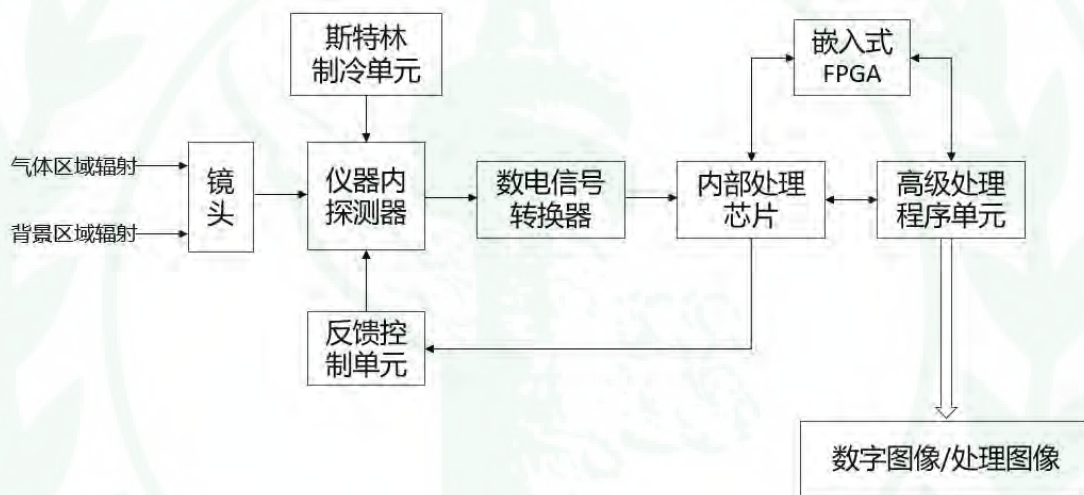 斯特林
制冷单元
嵌入式
FPGA
气体区域辐射
背景区域辐射
镜
头
仪器内
探测器
数电信号
转换器
内部处理
芯片
高级处理
程序单元
反馈控
制单元
数字图像/处理图像